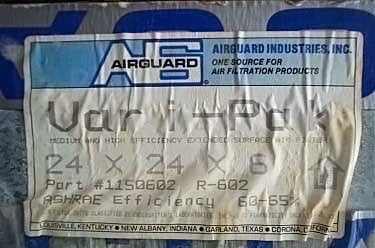 AIRGUARD
AIRGUARD INDUSTRIES, INC.
ONE SOURCE FOR
AIR FILTRATION PRODUCTS
Vari-Pak
MEDIUM AND HIGH EFFICIENCY EXTENDED SURFACE AIR FILTER
24 X 24 X 6
Part #1150602 R-602
ASHRAE Efficiency 60-65%
LOUISVILLE, KENTUCKY • NEW ALBANY, INDIANA • GARLAND, TEXAS • CORONA, CALIFORNIA